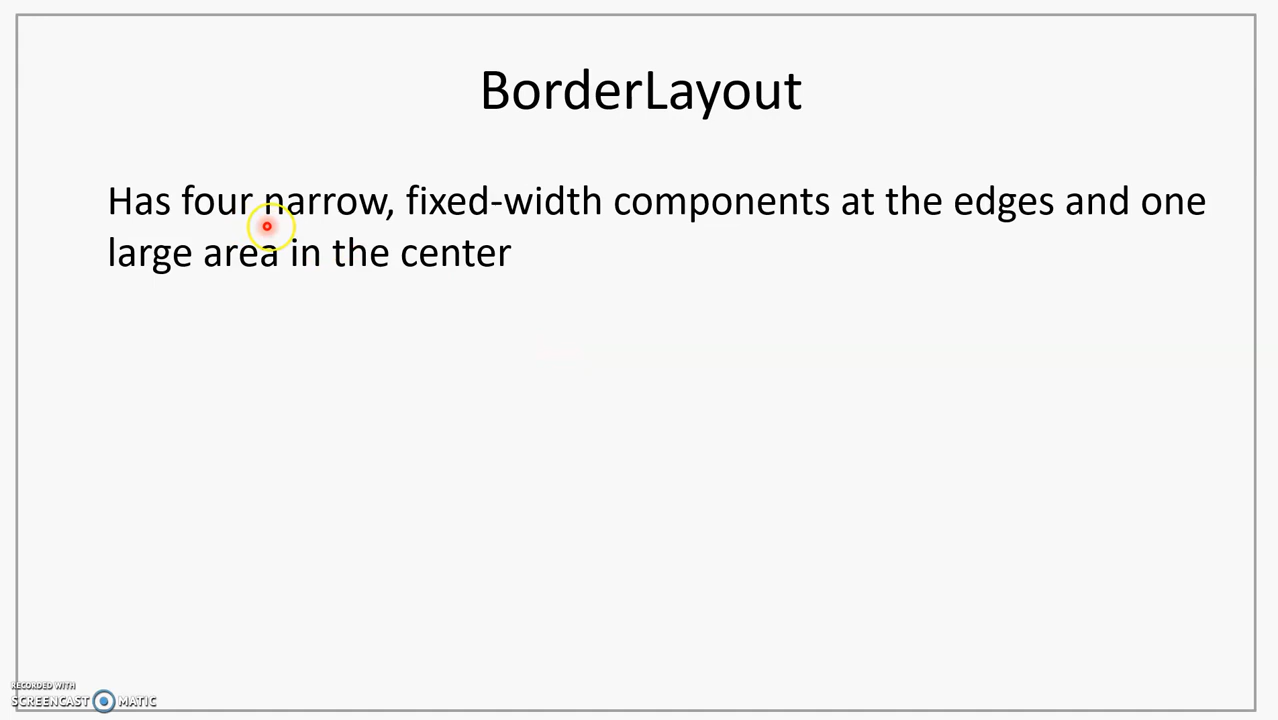 BorderLayout
Has four narrow, fixed-width components at the edges and one
large area in the center
RECORDED WITH
SCREENCAST MATIC